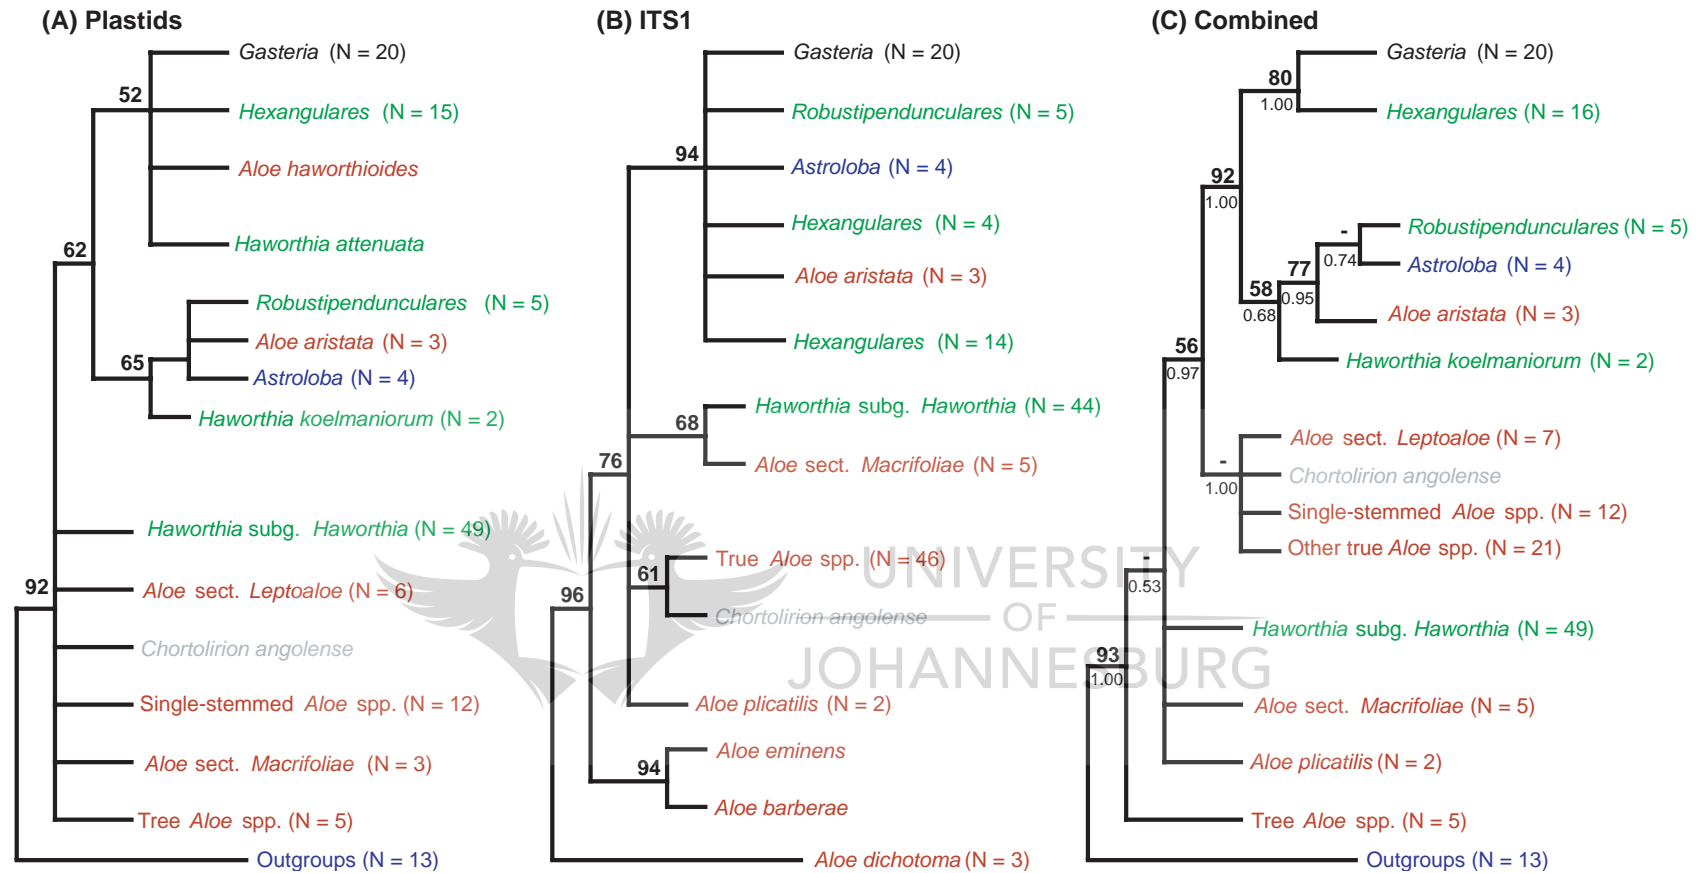 (A) Plastids
Gasteria (N = 20)
52
Hexangulares (N = 15)
Aloe haworthioides
62
Haworthia attenuata
Robustipendunculares (N = 5)
Aloe aristata (N = 3)
65
Astroloba (N = 4)
Haworthia koelmaniorum (N = 2)
Haworthia subg. Haworthia (N = 49)
92
Aloe sect. Leptoaloe (N = 6)
Chortolirion angolense
Single-stemmed Aloe spp. (N = 12)
Aloe sect. Macrifoliae (N = 3)
Tree Aloe spp. (N = 5)
Outgroups (N = 13)
(B) ITS1
Gasteria (N = 20)
Robustipendunculares (N = 5)
94
Astroloba (N = 4)
Hexangulares (N = 4)
Aloe aristata (N = 3)
Hexangulares (N = 14)
Haworthia subg. Haworthia (N = 44)
68
Aloe sect. Macrifoliae (N = 5)
76
True Aloe spp. (N = 46)
61
96
Chortolirion angolense
Aloe plicatilis (N = 2)
Aloe eminens
94
Aloe barberae
Aloe dichotoma (N = 3)
(C) Combined
Gasteria (N = 20)
80
1.00
Hexangulares (N = 16)
92
1.00
Robustipendunculares (N = 5)
-
0.74
Astroloba (N = 4)
77
0.95
58
0.68
Aloe aristata (N = 3)
56
0.97
Haworthia koelmaniorum (N = 2)
Aloe sect. Leptoaloe (N = 7)
-
1.00
Chortolirion angolense
Single-stemmed Aloe spp. (N = 12)
Other true Aloe spp. (N = 21)
-
0.53
Haworthia subg. Haworthia (N = 49)
93
1.00
Aloe sect. Macrifoliae (N = 5)
Aloe plicatilis (N = 2)
Tree Aloe spp. (N = 5)
Outgroups (N = 13)
UNIVERSITY
OF
JOHANNESBURG